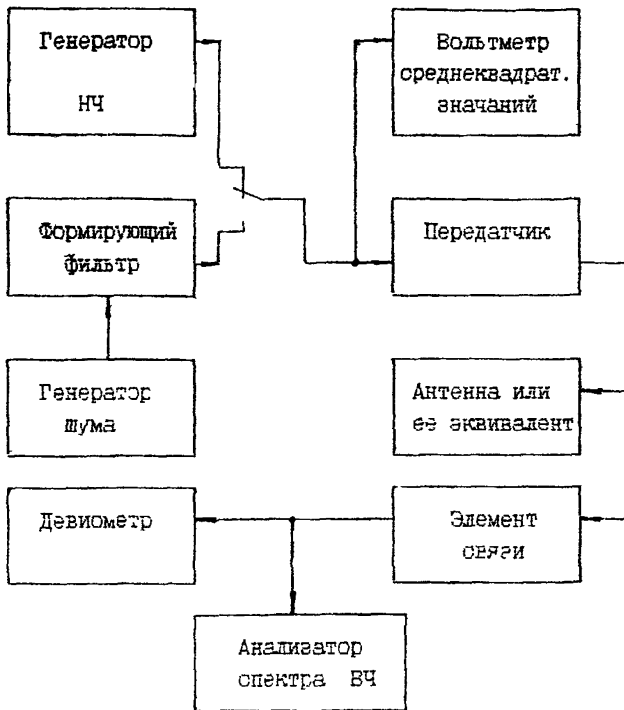 Генератор
НЧ
Вольтметр
среднеквадрат.
значаний
Формирующий
фильтр
Передатчик
Генератор
шума
Антенна или
ее эквивалент
Девиометр
Элемент
связи
Анализатор
спектра ВЧ